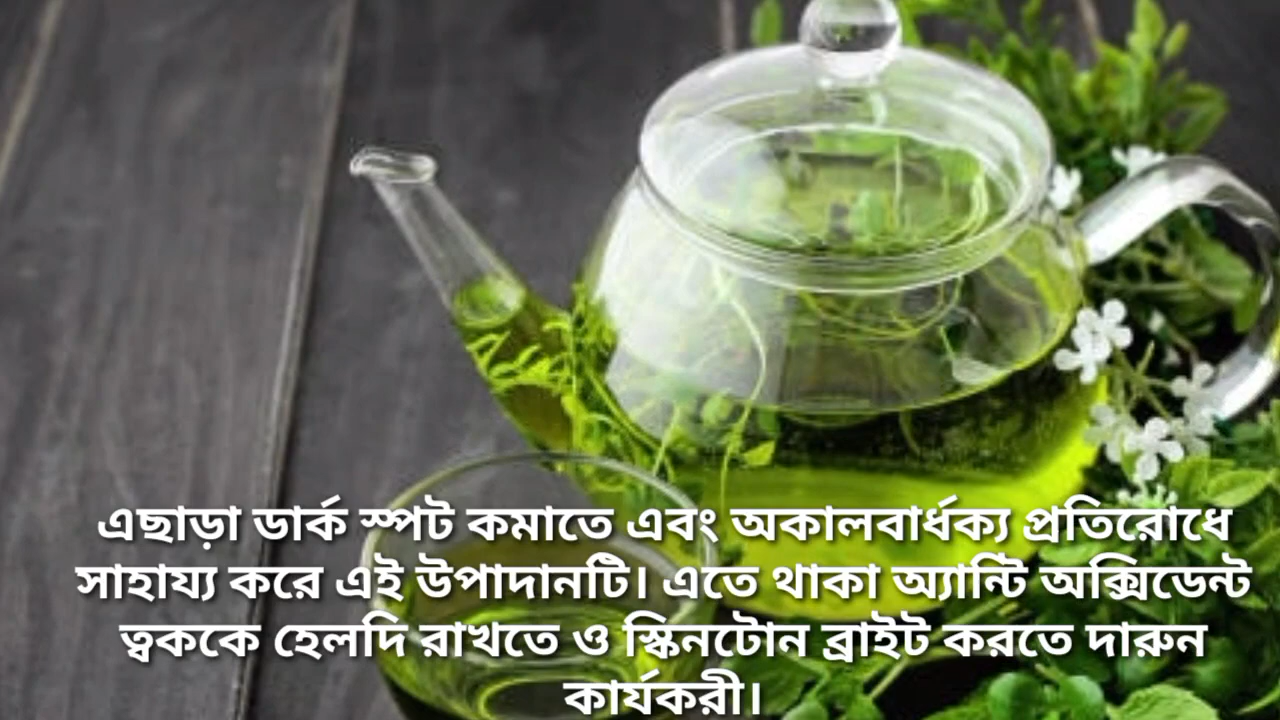 এছাড়া ডার্ক স্পট কমাতে এবং অকালবার্ধক্য প্রতিরোধে
সাহায্য করে এই উপাদানটি। এতে থাকা অ্যান্টি অক্সিডেন্ট
ত্বককে হেলদি রাখতে ও স্কিনটোন ব্রাইট করতে দারুন
কার্যকরী।